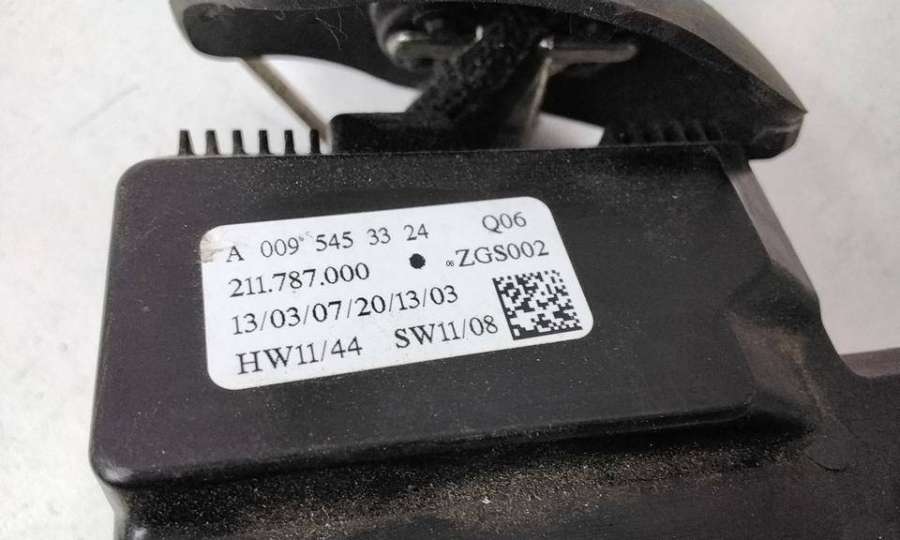 A 009 545 33 24 Q06
211.787.000 ZGS002
13/03/07/20/13/03
HW11/44 SW11/08